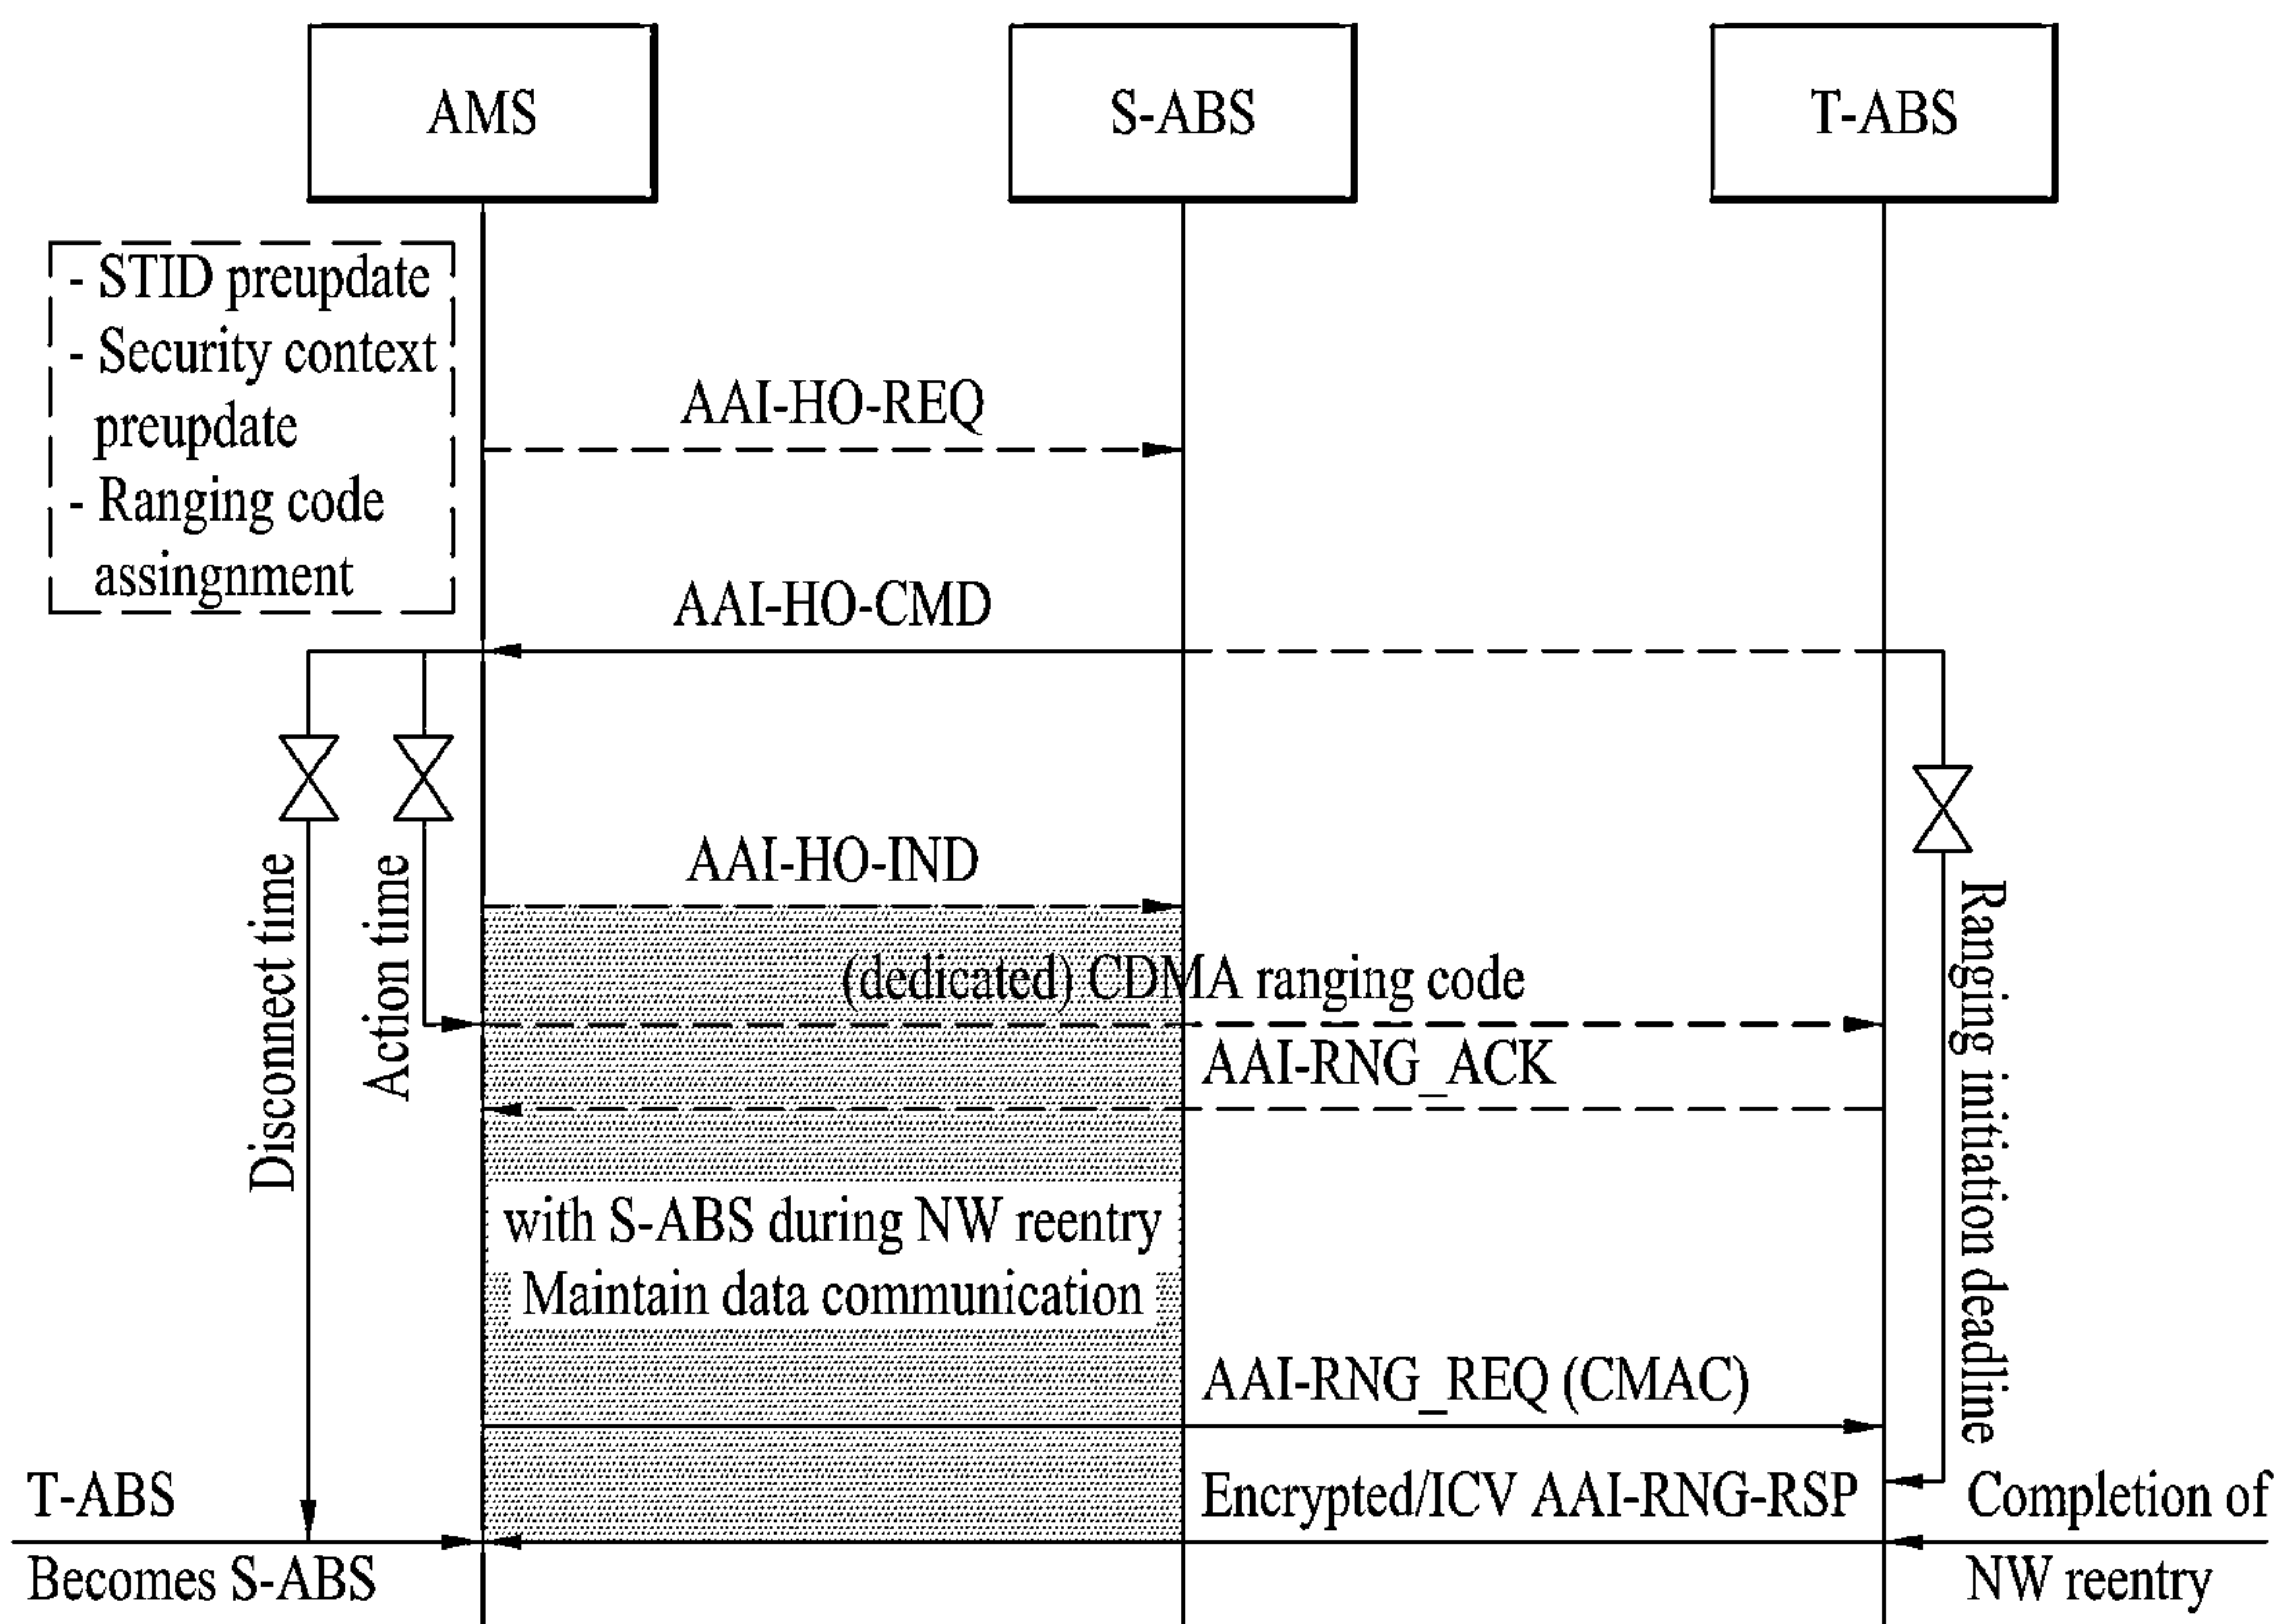 AMS
S-ABS
T-ABS
- STID preupdate
- Security context
preupdate
- Ranging code
assingnment
AAI-HO-REQ
AAI-HO-CMD
Disconnect time
Action time
AAI-HO-IND
(dedicated) CDMA ranging code
AAI-RNG_ACK
Ranging initiation deadline
with S-ABS during NW reentry
Maintain data communication
AAI-RNG_REQ (CMAC)
T-ABS
Becomes S-ABS
Encrypted/ICV AAI-RNG-RSP
Completion of
NW reentry